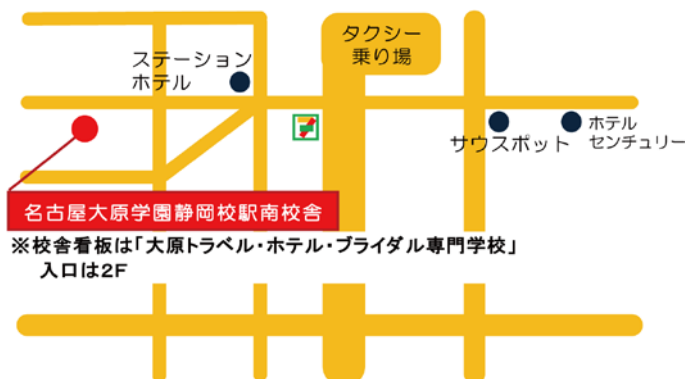 タクシー
乗り場
ステーション
ホテル
サウスポット
ホテル
センチュリー
名古屋大原学園静岡校駅南校舎
※校舎看板は「大原トラベル・ホテル・ブライダル専門学校」
入口は2F